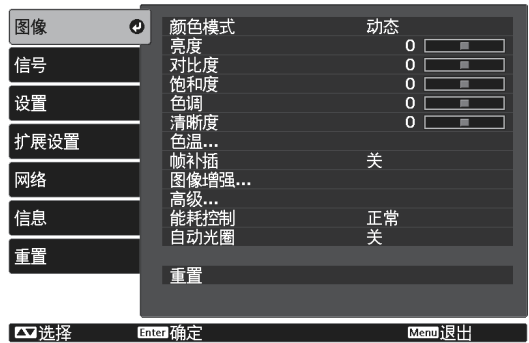 图像
信号
设置
扩展设置
网络
信息
重置
颜色模式 动态
亮度 0
对比度 0
饱和度 0
色调 0
清晰度 0
色温...
帧补插 关
图像增强...
高级...
能耗控制 正常
自动光圈 关
重置
选择 Enter 确定 Menu 退出